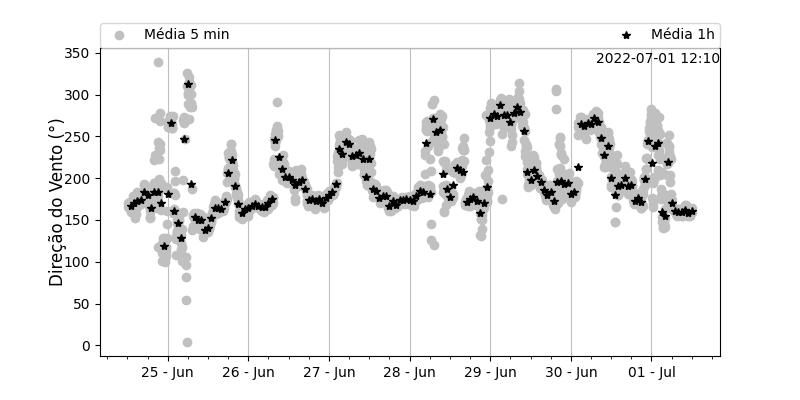 Média 5 min
Média 1h
2022-07-01 12:10
Direção do Vento (°)
350
300
250
200
150
100
50
0
25 - Jun
26 - Jun
27 - Jun
28 - Jun
29 - Jun
30 - Jun
01 - Jul